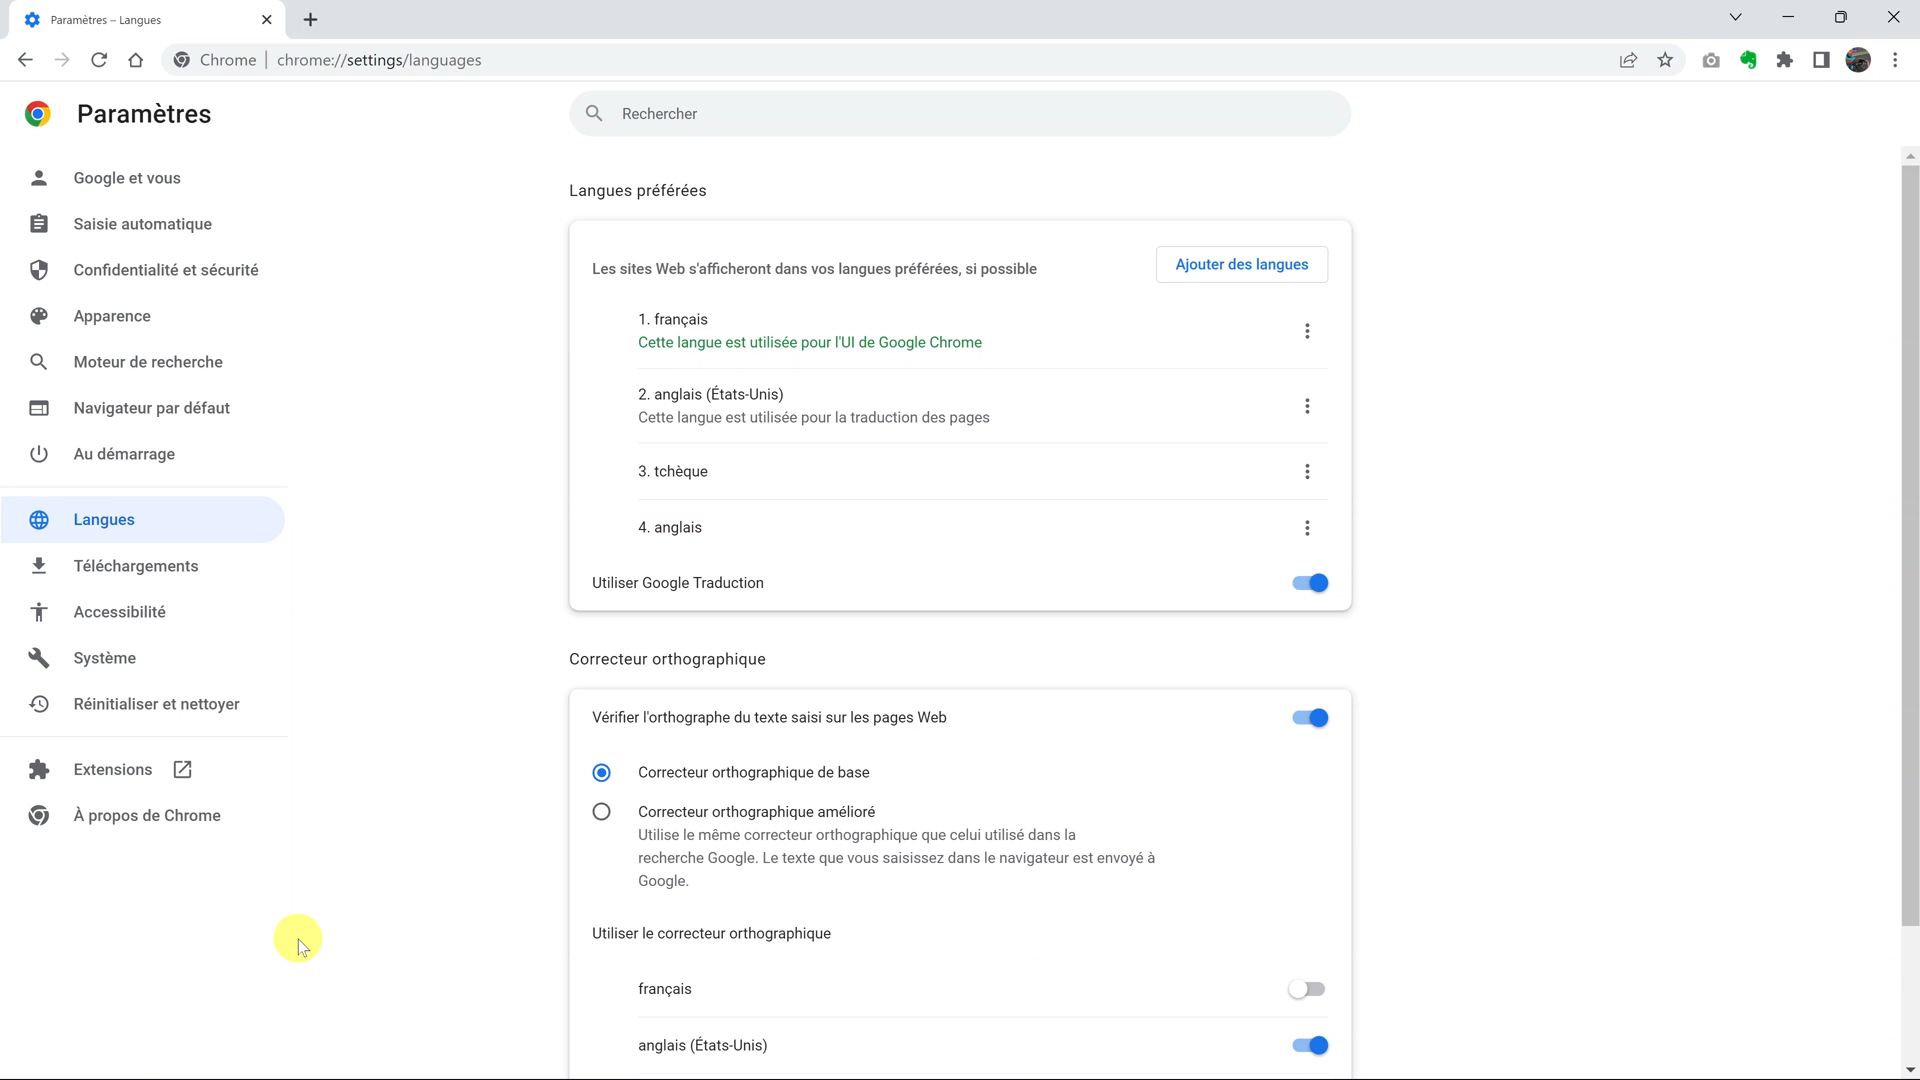 Paramètres – Langues
Chrome | chrome://settings/languages
Paramètres
Rechercher
Google et vous
Saisie automatique
Confidentialité et sécurité
Apparence
Moteur de recherche
Navigateur par défaut
Au démarrage
Langues
Téléchargements
Accessibilité
Système
Réinitialiser et nettoyer
Extensions
À propos de Chrome
Langues préférées
Les sites Web s'afficheront dans vos langues préférées, si possible
Ajouter des langues
1. français
Cette langue est utilisée pour l'UI de Google Chrome
2. anglais (États-Unis)
Cette langue est utilisée pour la traduction des pages
3. tchèque
4. anglais
Utiliser Google Traduction
Correcteur orthographique
Vérifier l'orthographe du texte saisi sur les pages Web
Correcteur orthographique de base
Correcteur orthographique amélioré
Utilise le même correcteur orthographique que celui utilisé dans la
recherche Google. Le texte que vous saisissez dans le navigateur est envoyé à
Google.
Utiliser le correcteur orthographique
français
anglais (États-Unis)